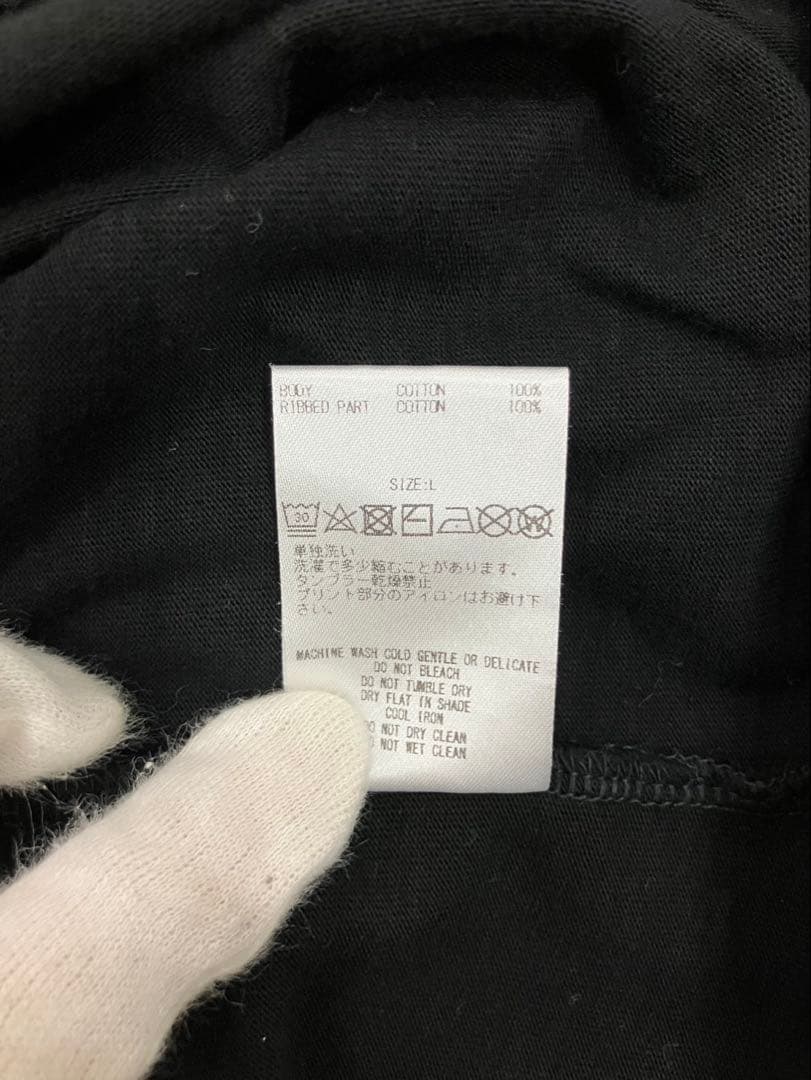 BODY COTTON 100%
RIBBED PART COTTON 100%
SIZE:L
30 W
単独洗い
洗濯で多少縮むことがあります。
タンブラー乾燥禁止
プリント部分のアイロンはお避け下
さい。
MACHINE WASH COLD GENTLE OR DELICATE
DO NOT BLEACH
DO NOT TUMBLE DRY
DRY FLAT IN SHADE
COOL IRON
DO NOT DRY CLEAN
DO NOT WET CLEAN